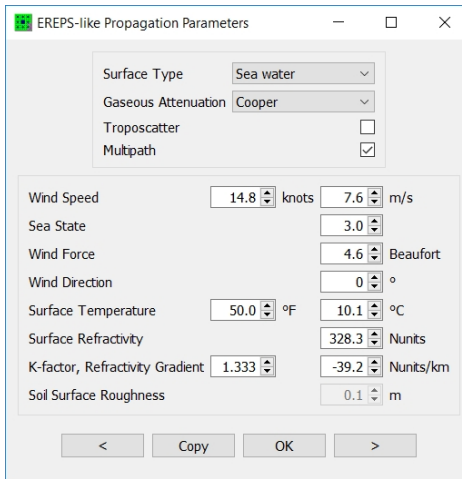 EREPS-like Propagation Parameters
Surface Type Sea water
Gaseous Attenuation Cooper
Troposcatter
Multipath
Wind Speed 14.8 knots 7.6 m/s
Sea State 3.0
Wind Force 4.6 Beaufort
Wind Direction 0 º
Surface Temperature 50.0 ºF 10.1 ºC
Surface Refractivity 328.3 Nunits
K-factor, Refractivity Gradient 1.333 -39.2 Nunits/km
Soil Surface Roughness 0.1 m
< Copy OK >